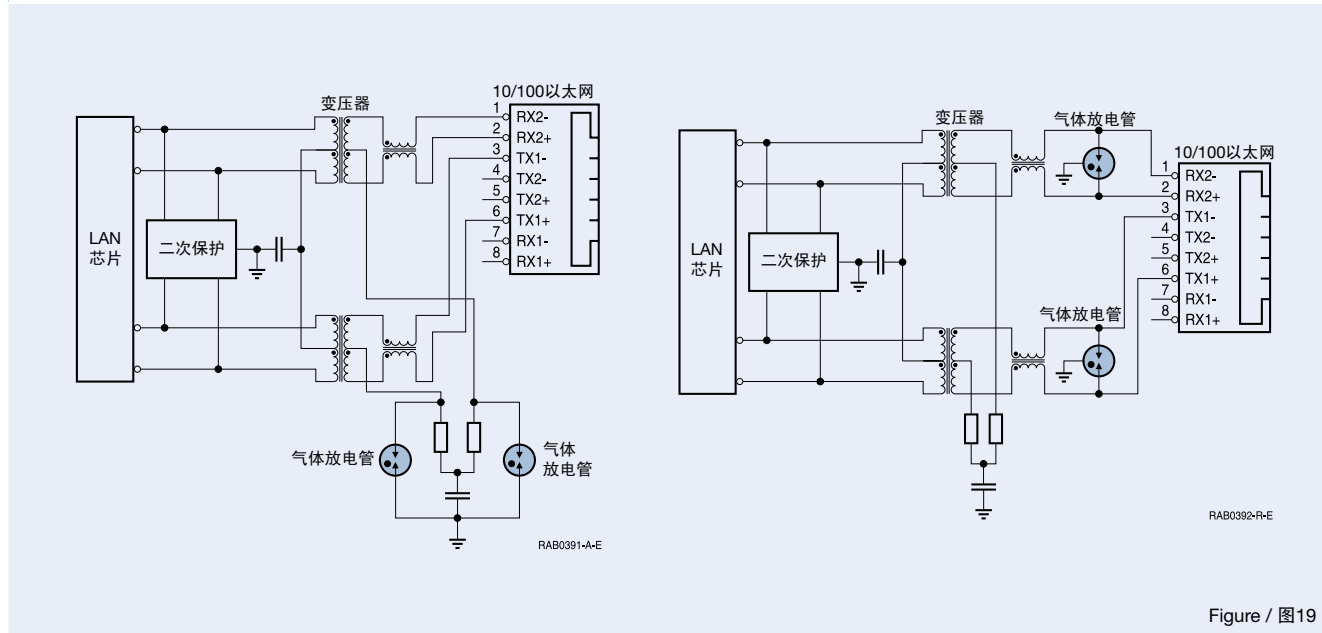 变压器
10/100以太网
1 RX2-
2 RX2+
3 TX1-
4 TX2-
5 TX2+
6 TX1+
7 RX1-
8 RX1+
LAN
芯片
二次保护
气体放电管
气体
放电管
RAB0391-A-E
变压器
气体放电管
10/100以太网
1 RX2-
2 RX2+
3 TX1-
4 TX2-
5 TX2+
6 TX1+
7 RX1-
8 RX1+
LAN
芯片
二次保护
气体放电管
RAB0392-R-E
Figure / 图19